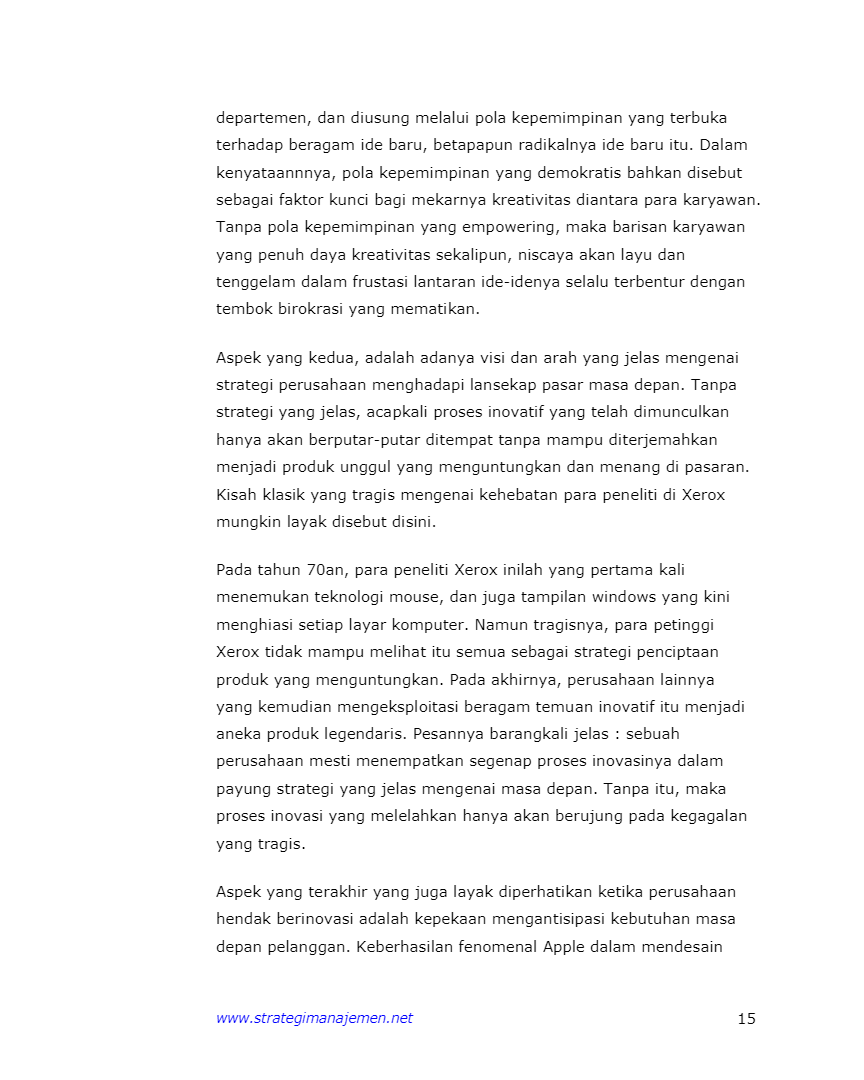 departemen, dan diusung melalui pola kepemimpinan yang terbuka
terhadap beragam ide baru, betapapun radikalnya ide baru itu. Dalam
kenyataannnya, pola kepemimpinan yang demokratis bahkan disebut
sebagai faktor kunci bagi mekarnya kreativitas diantara para karyawan.
Tanpa pola kepemimpinan yang empowering, maka barisan karyawan
yang penuh daya kreativitas sekalipun, niscaya akan layu dan
tenggelam dalam frustasi lantaran ide-idenya selalu terbentur dengan
tembok birokrasi yang mematikan.
Aspek yang kedua, adalah adanya visi dan arah yang jelas mengenai
strategi perusahaan menghadapi lansekap pasar masa depan. Tanpa
strategi yang jelas, acapkali proses inovatif yang telah dimunculkan
hanya akan berputar-putar ditempat tanpa mampu diterjemahkan
menjadi produk unggul yang menguntungkan dan menang di pasaran.
Kisah klasik yang tragis mengenai kehebatan para peneliti di Xerox
mungkin layak disebut disini.
Pada tahun 70an, para peneliti Xerox inilah yang pertama kali
menemukan teknologi mouse, dan juga tampilan windows yang kini
menghiasi setiap layar komputer. Namun tragisnya, para petinggi
Xerox tidak mampu melihat itu semua sebagai strategi penciptaan
produk yang menguntungkan. Pada akhirnya, perusahaan lainnya
yang kemudian mengeksploitasi beragam temuan inovatif itu menjadi
aneka produk legendaris. Pesannya barangkali jelas : sebuah
perusahaan mesti menempatkan segenap proses inovasinya dalam
payung strategi yang jelas mengenai masa depan. Tanpa itu, maka
proses inovasi yang melelahkan hanya akan berujung pada kegagalan
yang tragis.
Aspek yang terakhir yang juga layak diperhatikan ketika perusahaan
hendak berinovasi adalah kepekaan mengantisipasi kebutuhan masa
depan pelanggan. Keberhasilan fenomenal Apple dalam mendesain
www.strategimanajemen.net 15